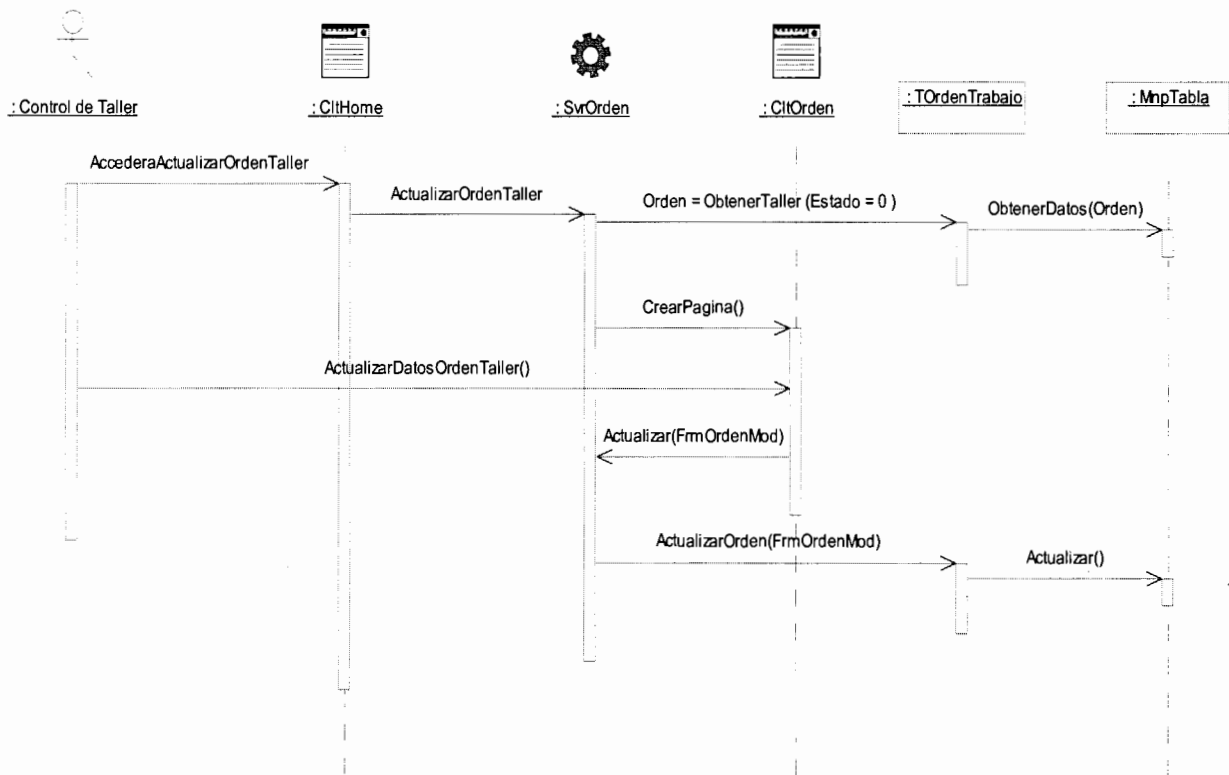 : Control de Taller
: CltHome
: SvrOrden
: CltOrden
: TOrdenTrabajo
: MnpTabla
AccederaActualizarOrdenTaller
ActualizarOrdenTaller
Orden = ObtenerTaller (Estado = 0 )
ObtenerDatos(Orden)
CrearPagina()
ActualizarDatosOrdenTaller()
Actualizar(FrmOrdenMod)
ActualizarOrden(FrmOrdenMod)
Actualizar()